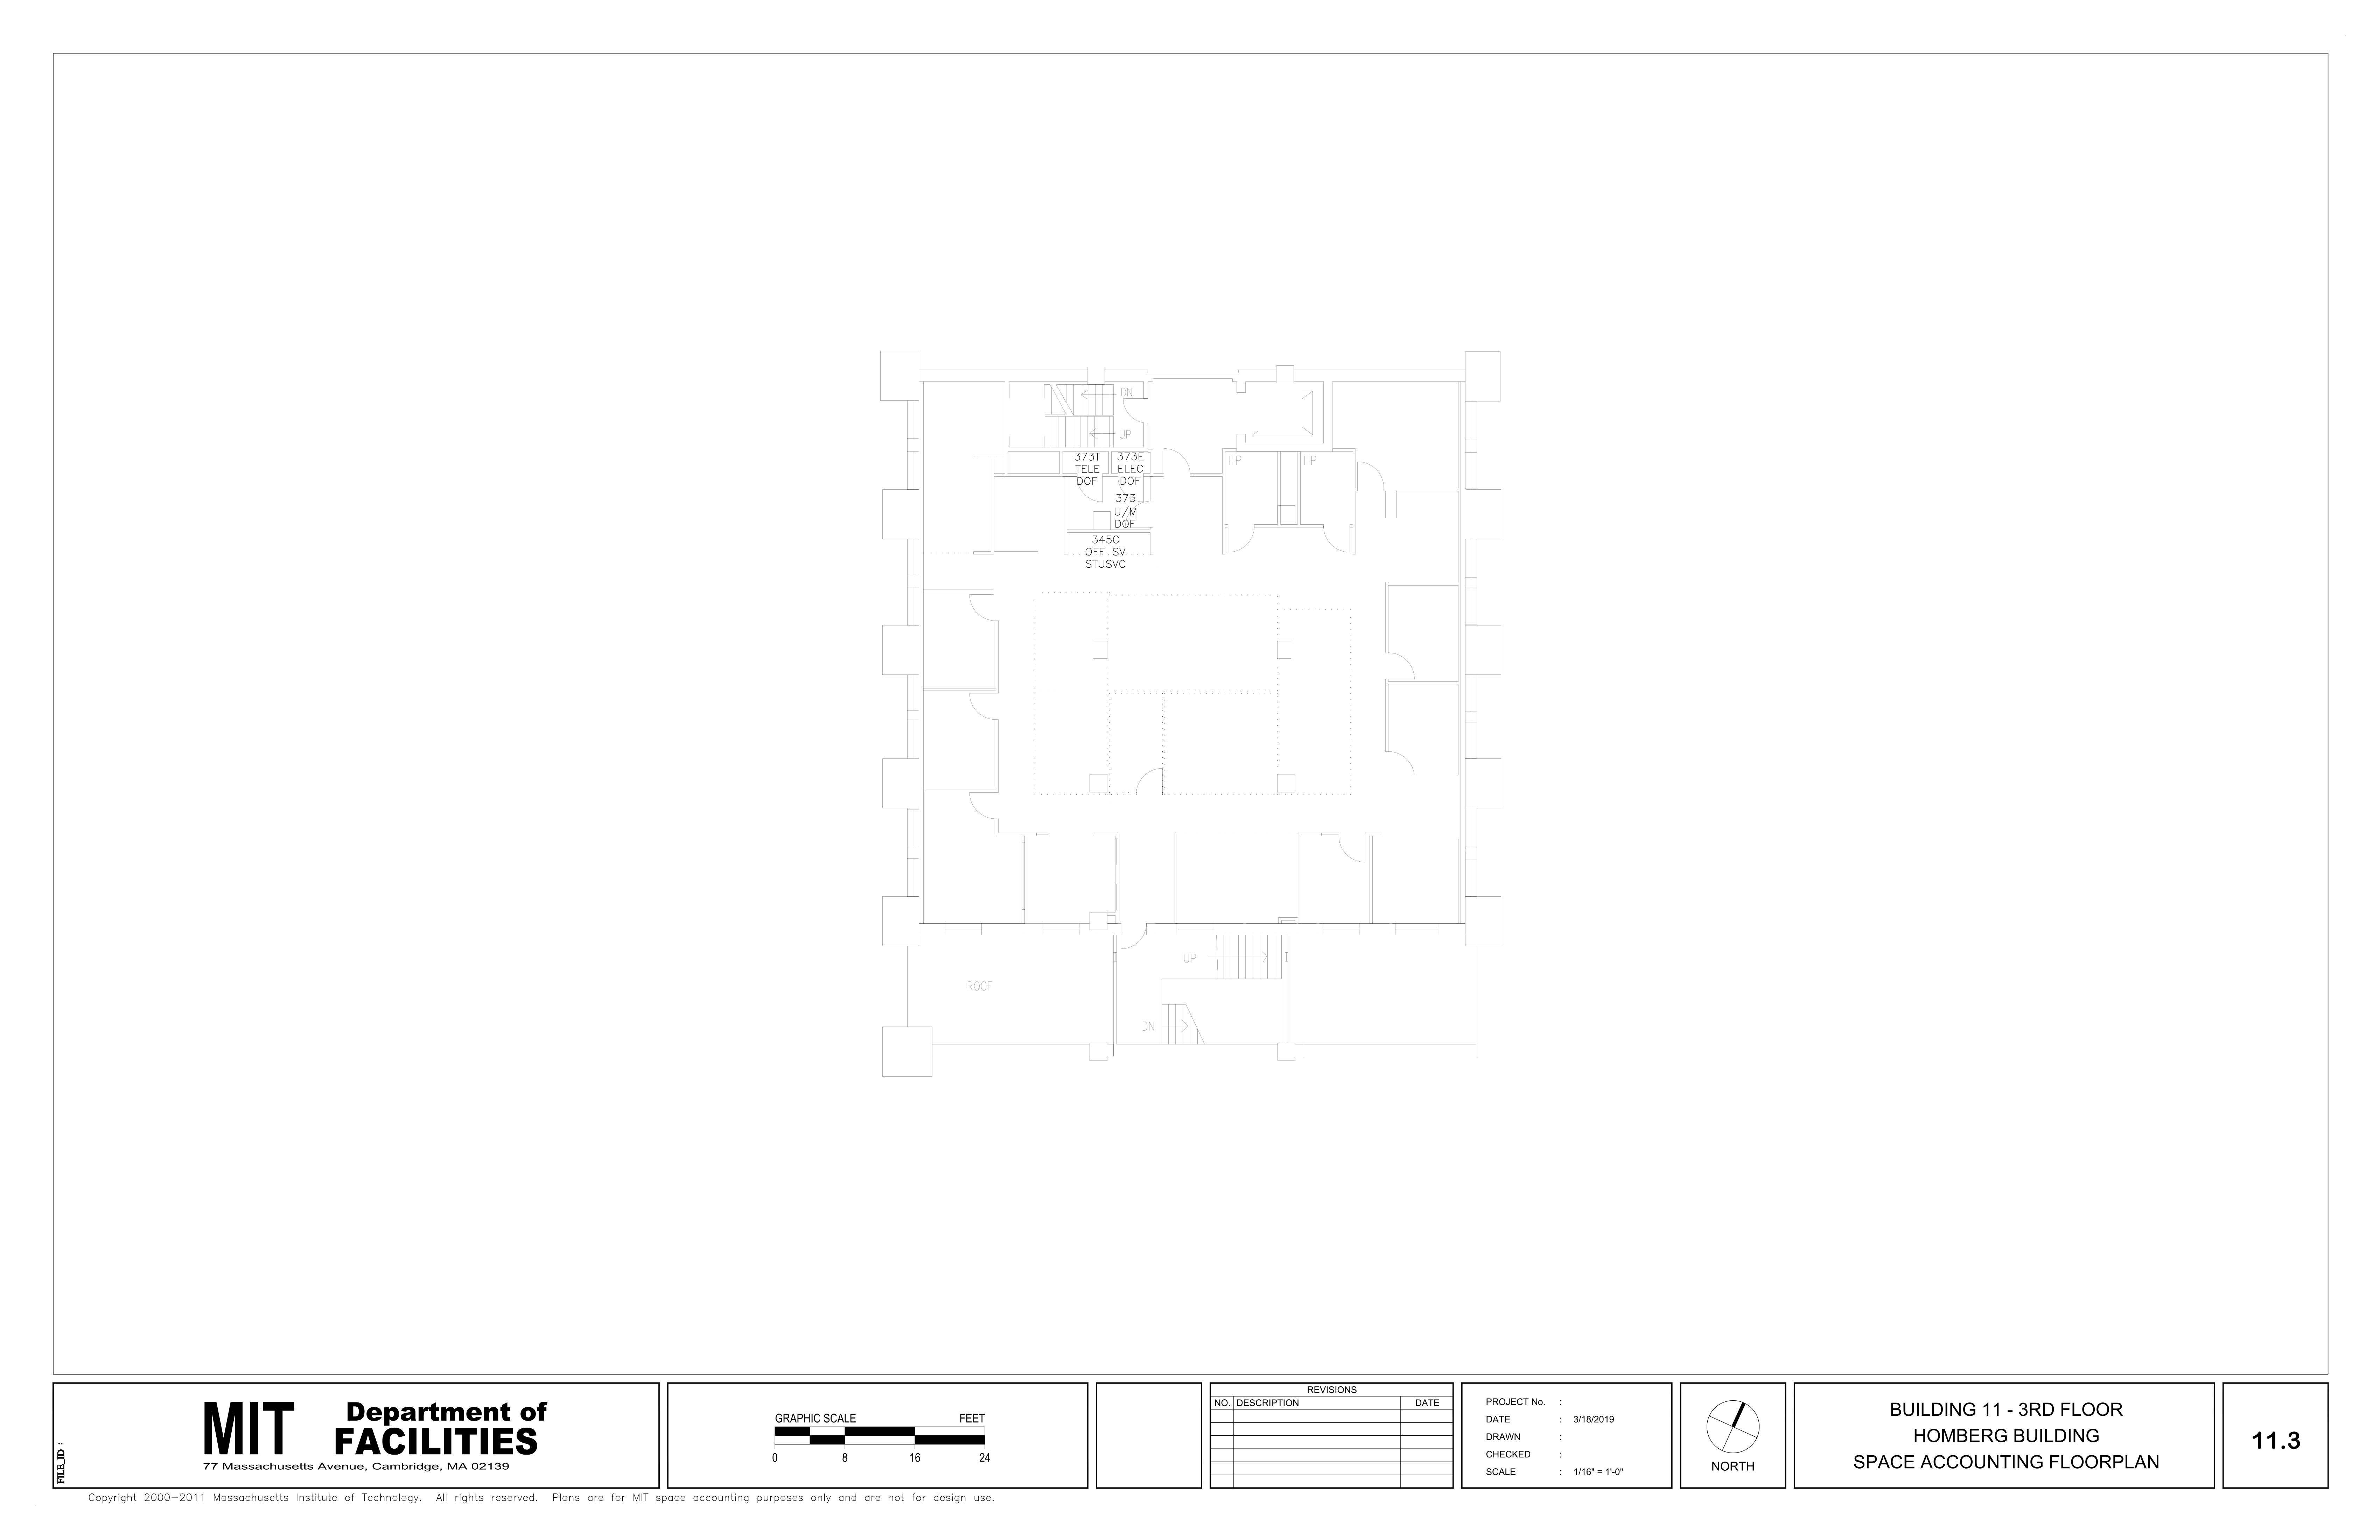 DN
UP
373T
TELE
DOF
373E
ELEC
DOF
HP
HP
373
U/M
DOF
345C
OFF SV
STUSVC
UP
ROOF
DN
FILE_ID :
MIT
Department of
FACILITIES
77 Massachusetts Avenue, Cambridge, MA 02139
GRAPHIC SCALE FEET
0 8 16 24
REVISIONS
NO. DESCRIPTION DATE
PROJECT No. :
DATE : 3/18/2019
DRAWN :
CHECKED :
SCALE : 1/16" = 1'-0"
NORTH
BUILDING 11 - 3RD FLOOR
HOMBERG BUILDING
SPACE ACCOUNTING FLOORPLAN
11.3
Copyright 2000-2011 Massachusetts Institute of Technology. All rights reserved. Plans are for MIT space accounting purposes only and are not for design use.